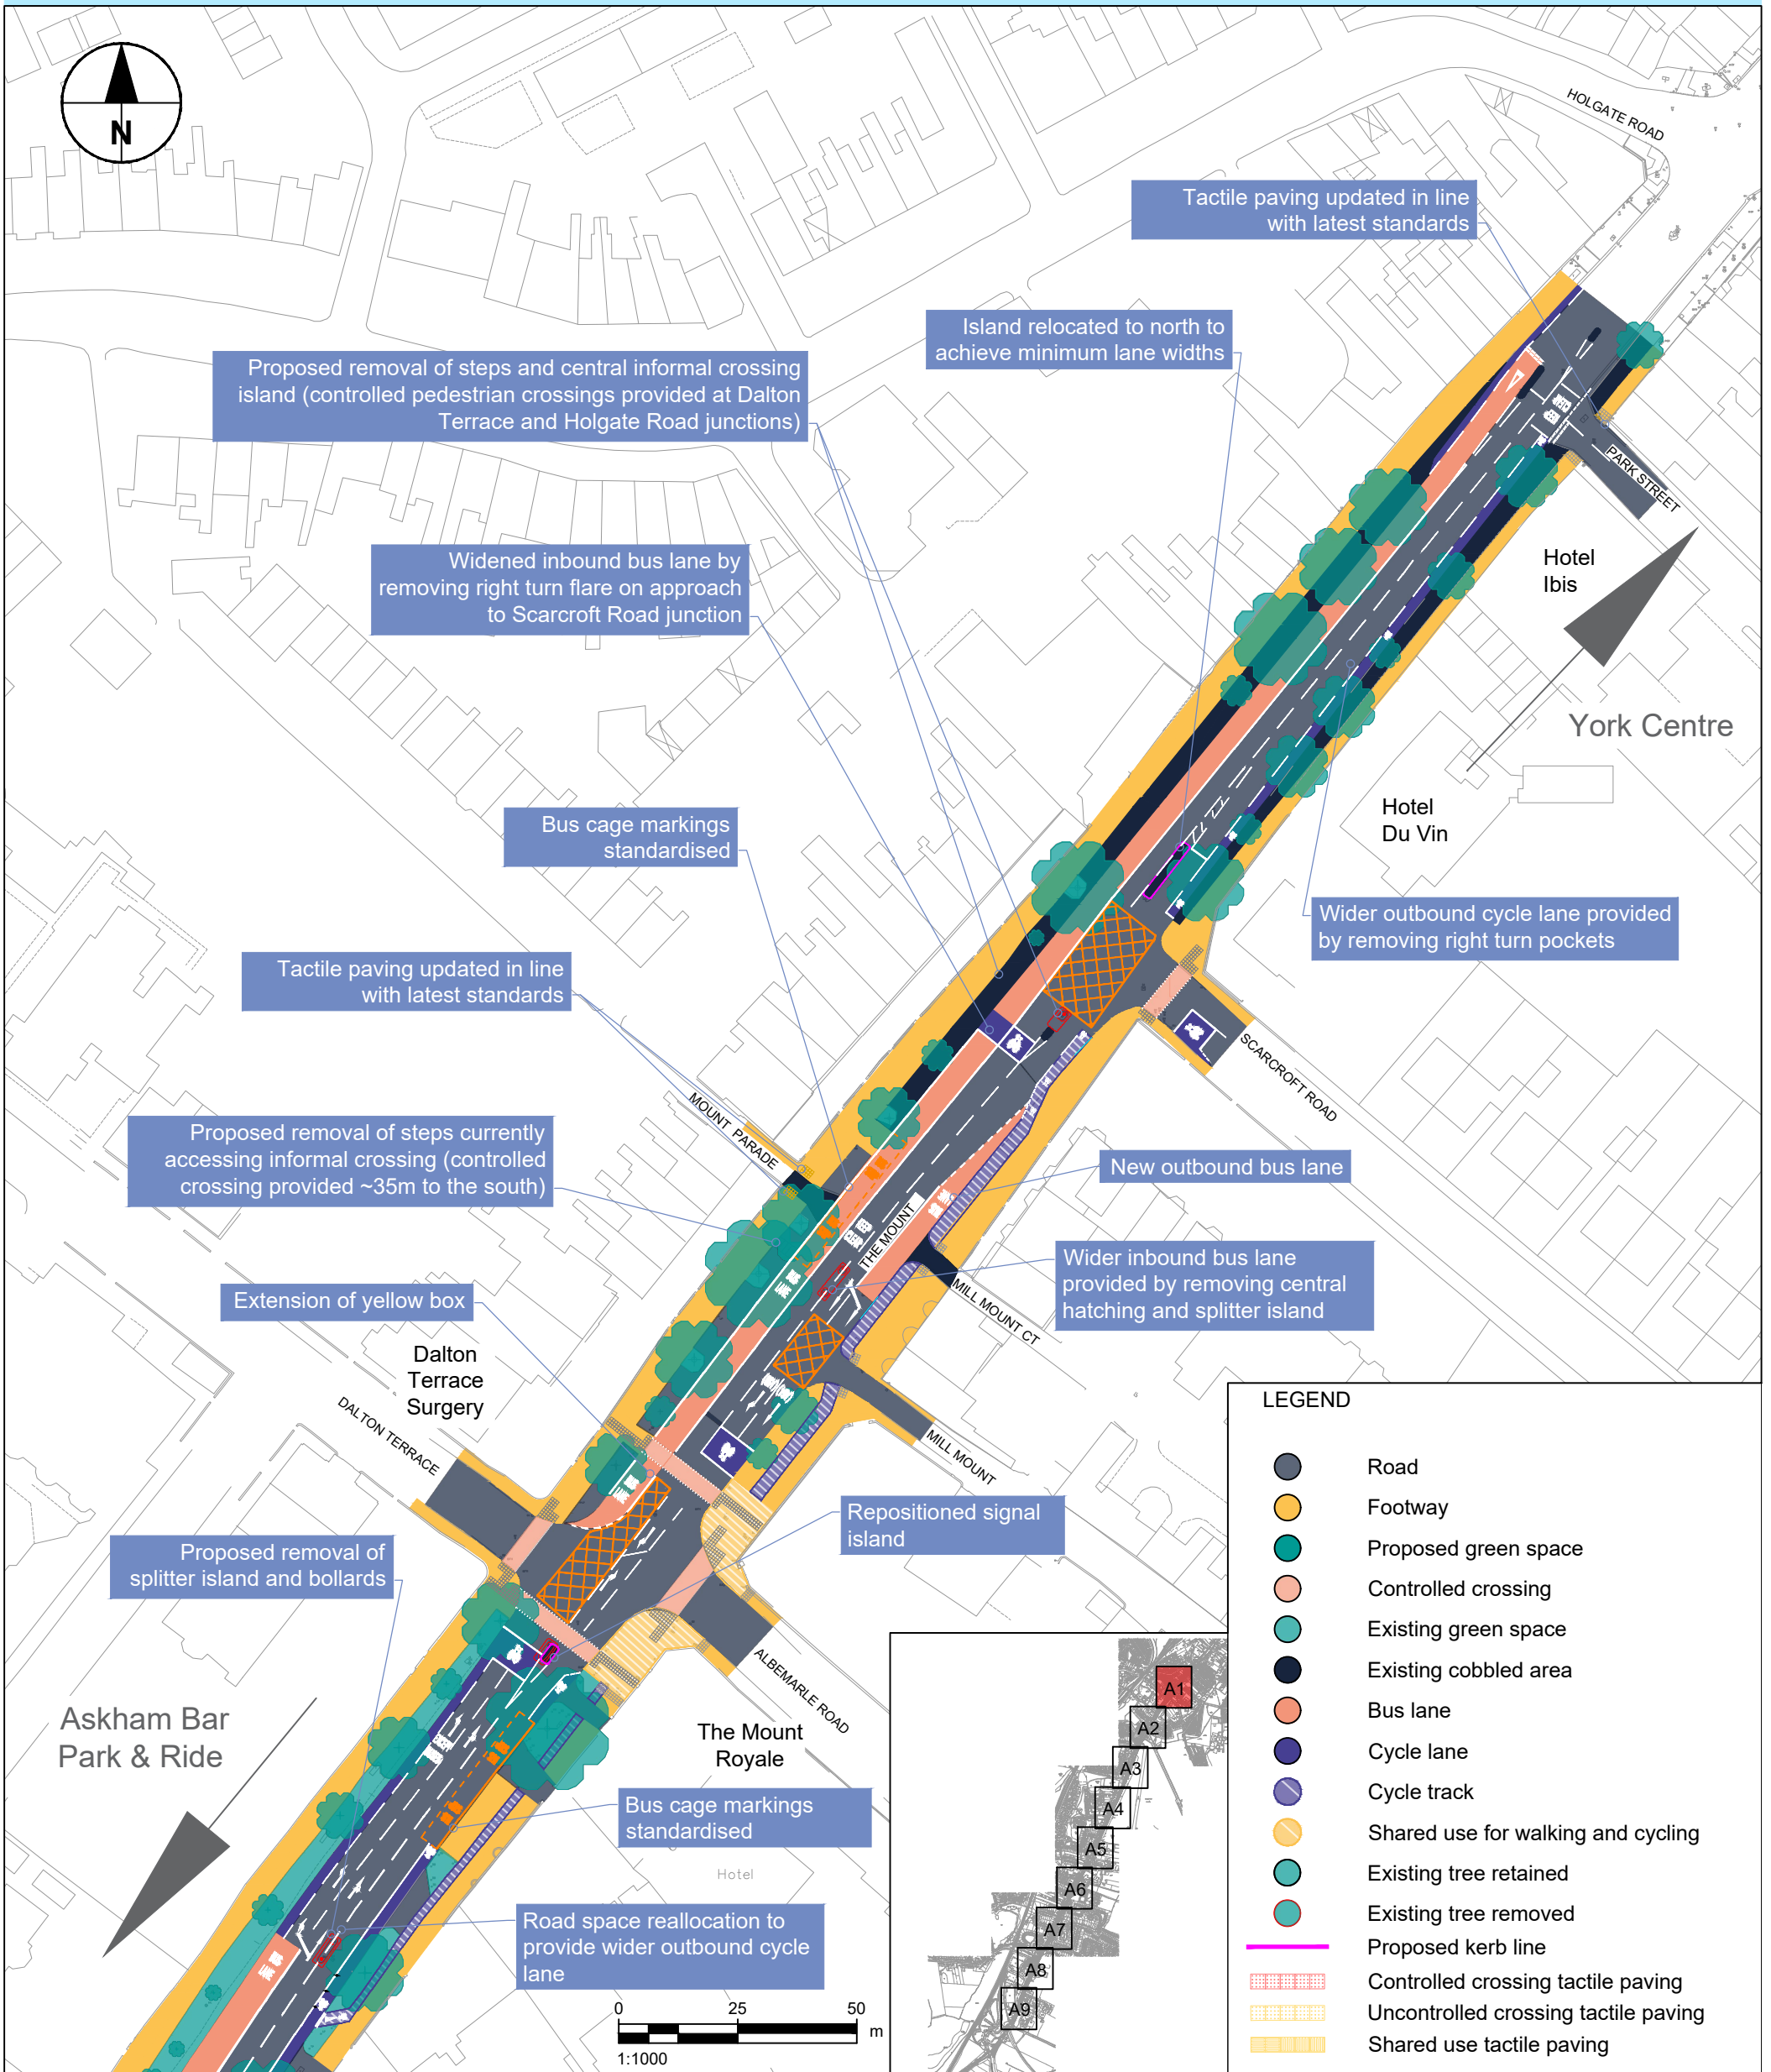 N
HOLGATE ROAD
Tactile paving updated in line
with latest standards
Island relocated to north to
achieve minimum lane widths
Proposed removal of steps and central informal crossing
island (controlled pedestrian crossings provided at Dalton
Terrace and Holgate Road junctions)
PARK STREET
Widened inbound bus lane by
removing right turn flare on approach
to Scarcroft Road junction
Hotel
Ibis
York Centre
Bus cage markings
standardised
Hotel
Du Vin
Wider outbound cycle lane provided
by removing right turn pockets
Tactile paving updated in line
with latest standards
SCARCROFT ROAD
MOUNT PARADE
Proposed removal of steps currently
accessing informal crossing (controlled
crossing provided ~35m to the south)
New outbound bus lane
THE MOUNT
Wider inbound bus lane
provided by removing central
hatching and splitter island
MILL MOUNT CT
Extension of yellow box
Dalton
Terrace
Surgery
DALTON TERRACE
MILL MOUNT
Repositioned signal
island
Proposed removal of
splitter island and bollards
ALBEMARLE ROAD
Askham Bar
Park & Ride
The Mount
Royale
Bus cage markings
standardised
Hotel
Road space reallocation to
provide wider outbound cycle
lane
0 25 50
m
1:1000
A1
A2
A3
A4
A5
A6
A7
A8
A9
LEGEND
Road
Footway
Proposed green space
Controlled crossing
Existing green space
Existing cobbled area
Bus lane
Cycle lane
Cycle track
Shared use for walking and cycling
Existing tree retained
Existing tree removed
Proposed kerb line
Controlled crossing tactile paving
Uncontrolled crossing tactile paving
Shared use tactile paving